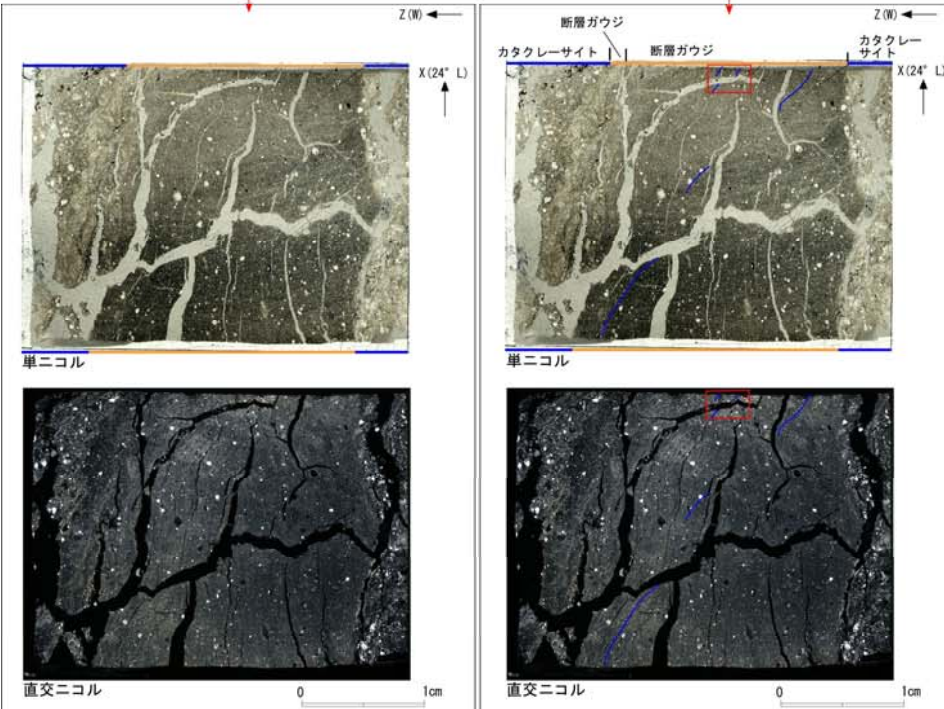 Z(W)
X(24° L)
単ニコル
直交ニコル
0 1cm
Z(W)
断層ガウジ
カタクレーサイト
断層ガウジ
カタクレー
サイト
X(24° L)
単ニコル
直交ニコル
0 1cm